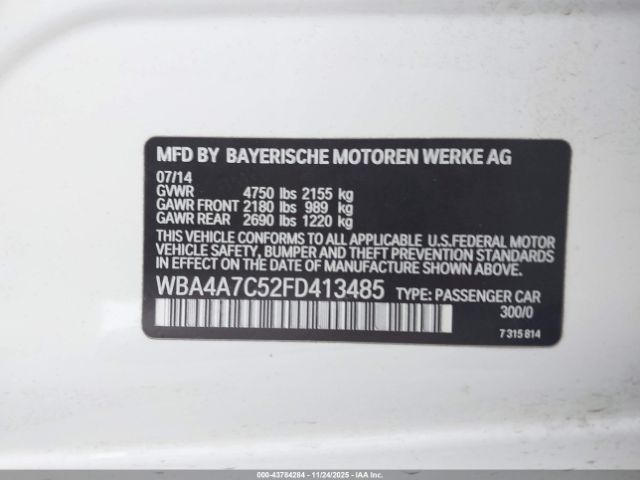 MFD BY BAYERISCHE MOTOREN WERKE AG
07/14
GVWR 4750 lbs 2155 kg
GAWR FRONT 2180 lbs 989 kg
GAWR REAR 2690 lbs 1220 kg
THIS VEHICLE CONFORMS TO ALL APPLICABLE U.S.FEDERAL MOTOR
VEHICLE SAFETY, BUMPER AND THEFT PREVENTION STANDARDS
IN EFFECT ON THE DATE OF MANUFACTURE SHOWN ABOVE.
WBA4A7C52FD413485 TYPE: PASSENGER CAR
300/0
7 315 814
000-43784284 - 11/24/2025 - IAAI.COM